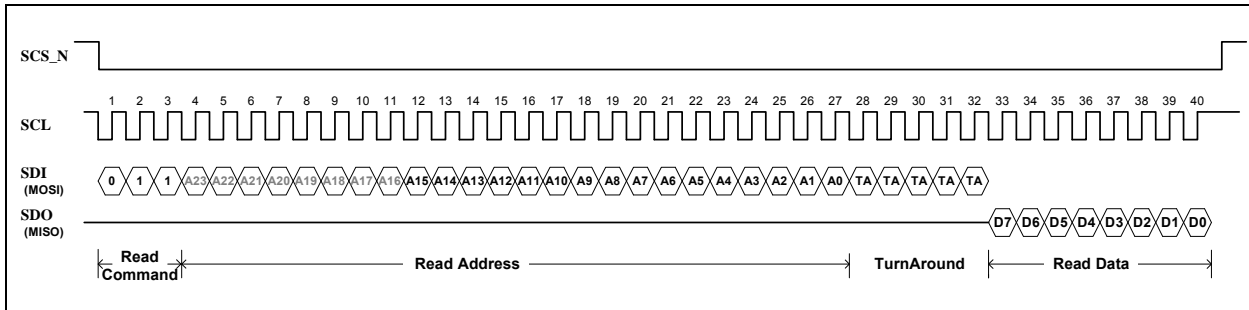 SCS_N
1 2 3 4 5 6 7 8 9 10 11 12 13 14 15 16 17 18 19 20 21 22 23 24 25 26 27 28 29 30 31 32 33 34 35 36 37 38 39 40
SCL
SDI
(MOSI)
0 1 1 A23 A22 A21 A20 A19 A18 A17 A16 A15 A14 A13 A12 A11 A10 A9 A8 A7 A6 A5 A4 A3 A2 A1 A0 TA TA TA TA TA
SDO
(MISO)
D7 D6 D5 D4 D3 D2 D1 D0
Read
Command
Read Address
TurnAround
Read Data